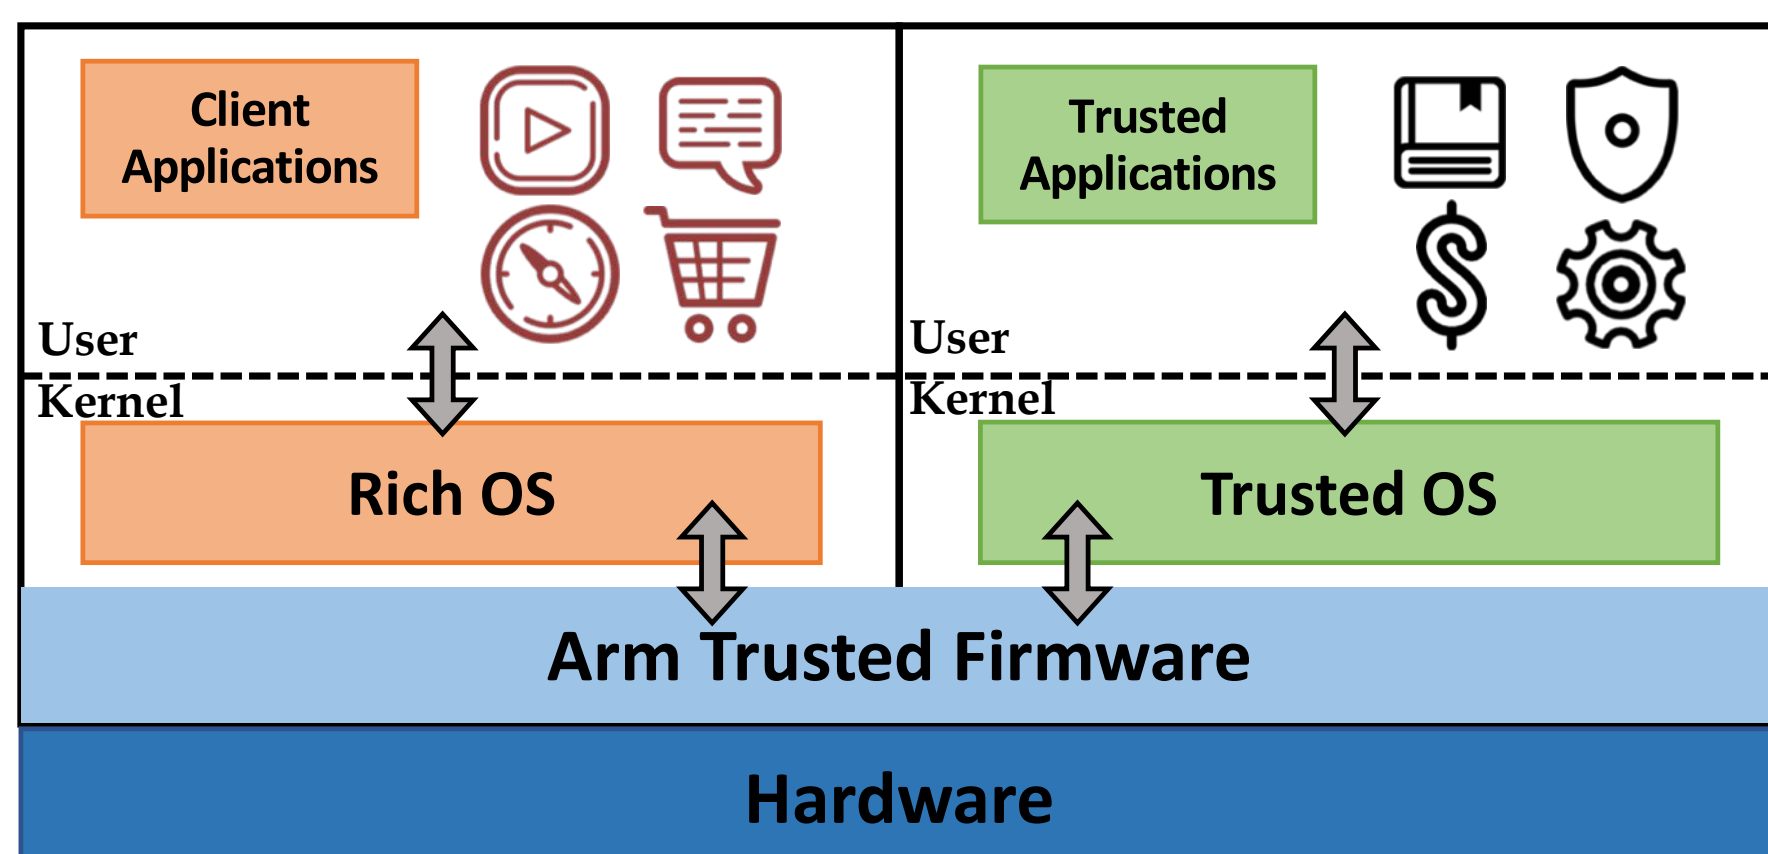 Client
Applications
Trusted
Applications
User
User
Kernel
Kernel
Rich OS
Trusted OS
Arm Trusted Firmware
Hardware